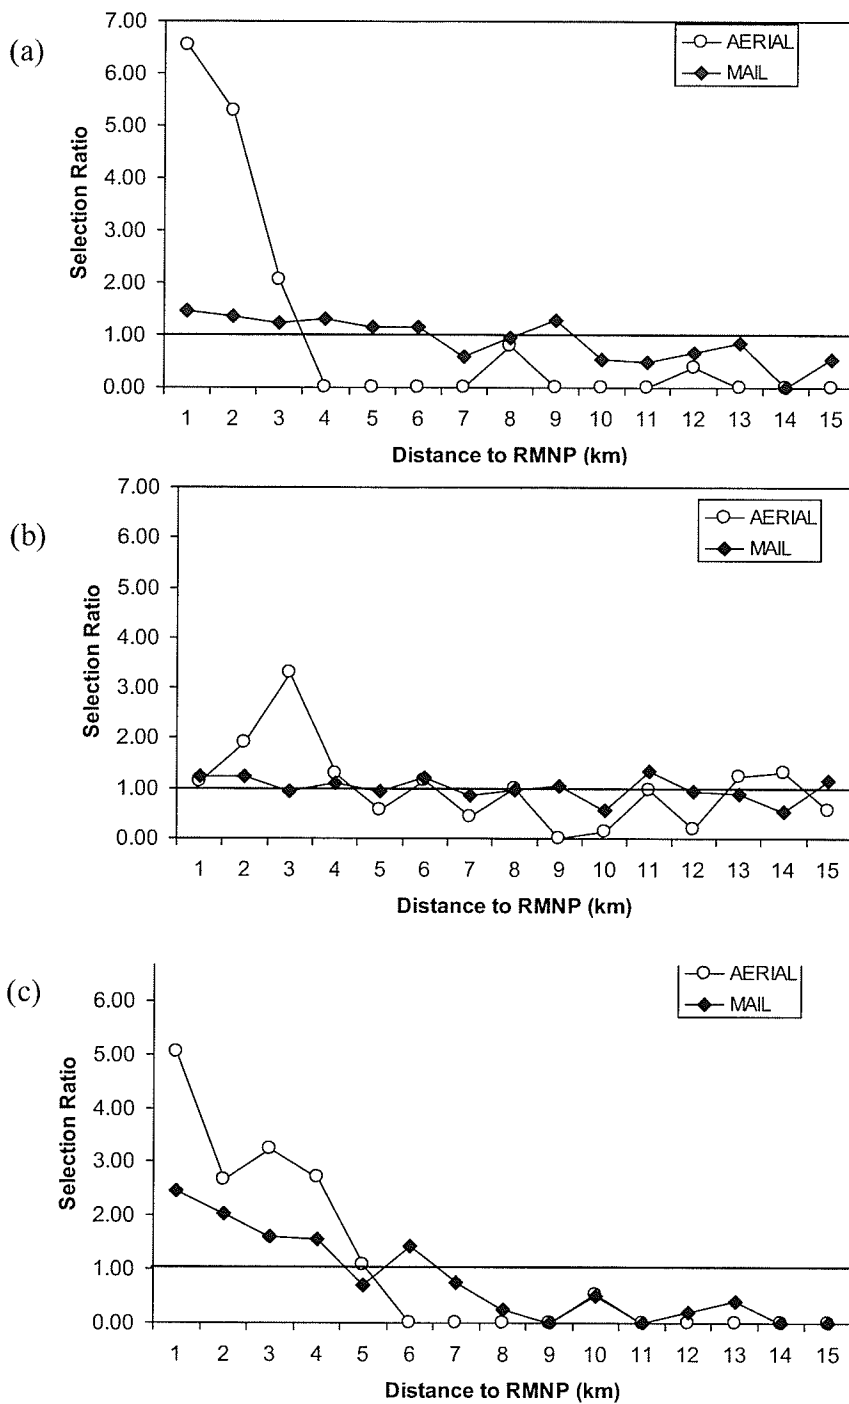 (a)
7.00
6.00
5.00
4.00
3.00
2.00
1.00
0.00
Selection Ratio
AERIAL
MAIL
1 2 3 4 5 6 7 8 9 10 11 12 13 14 15
Distance to RMNP (km)
(b)
7.00
6.00
5.00
4.00
3.00
2.00
1.00
0.00
Selection Ratio
AERIAL
MAIL
1 2 3 4 5 6 7 8 9 10 11 12 13 14 15
Distance to RMNP (km)
(c)
6.00
5.00
4.00
3.00
2.00
1.00
0.00
Selection Ratio
AERIAL
MAIL
1 2 3 4 5 6 7 8 9 10 11 12 13 14 15
Distance to RMNP (km)